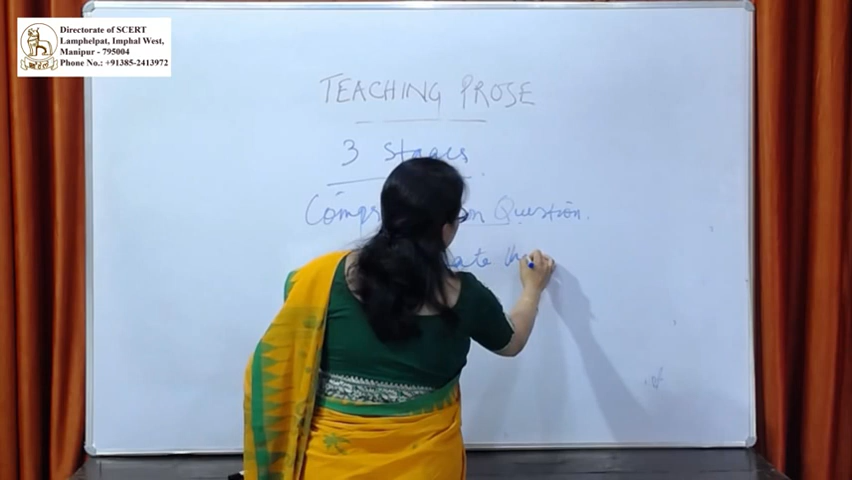 Directorate of SCERT
Lamphelpat, Imphal West,
Manipur - 795004
Phone No.: +91385-2413972
TEACHING PROSE
3 Stages
Question.